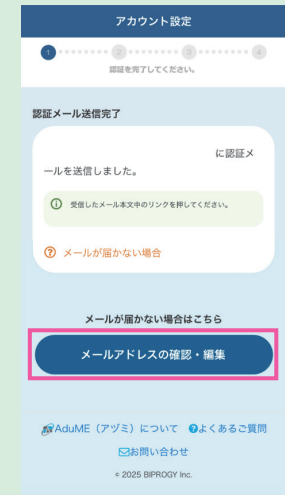 アカウント設定
1 2 3 4
認証を完了してください。
認証メール送信完了
に認証メ
ールを送信しました。
受信したメール本文中のリンクを押してください。
メールが届かない場合
メールが届かない場合はこちら
メールアドレスの確認・編集
AduME（アヅミ）について よくあるご質問
お問い合わせ
© 2025 BIPROGY Inc.